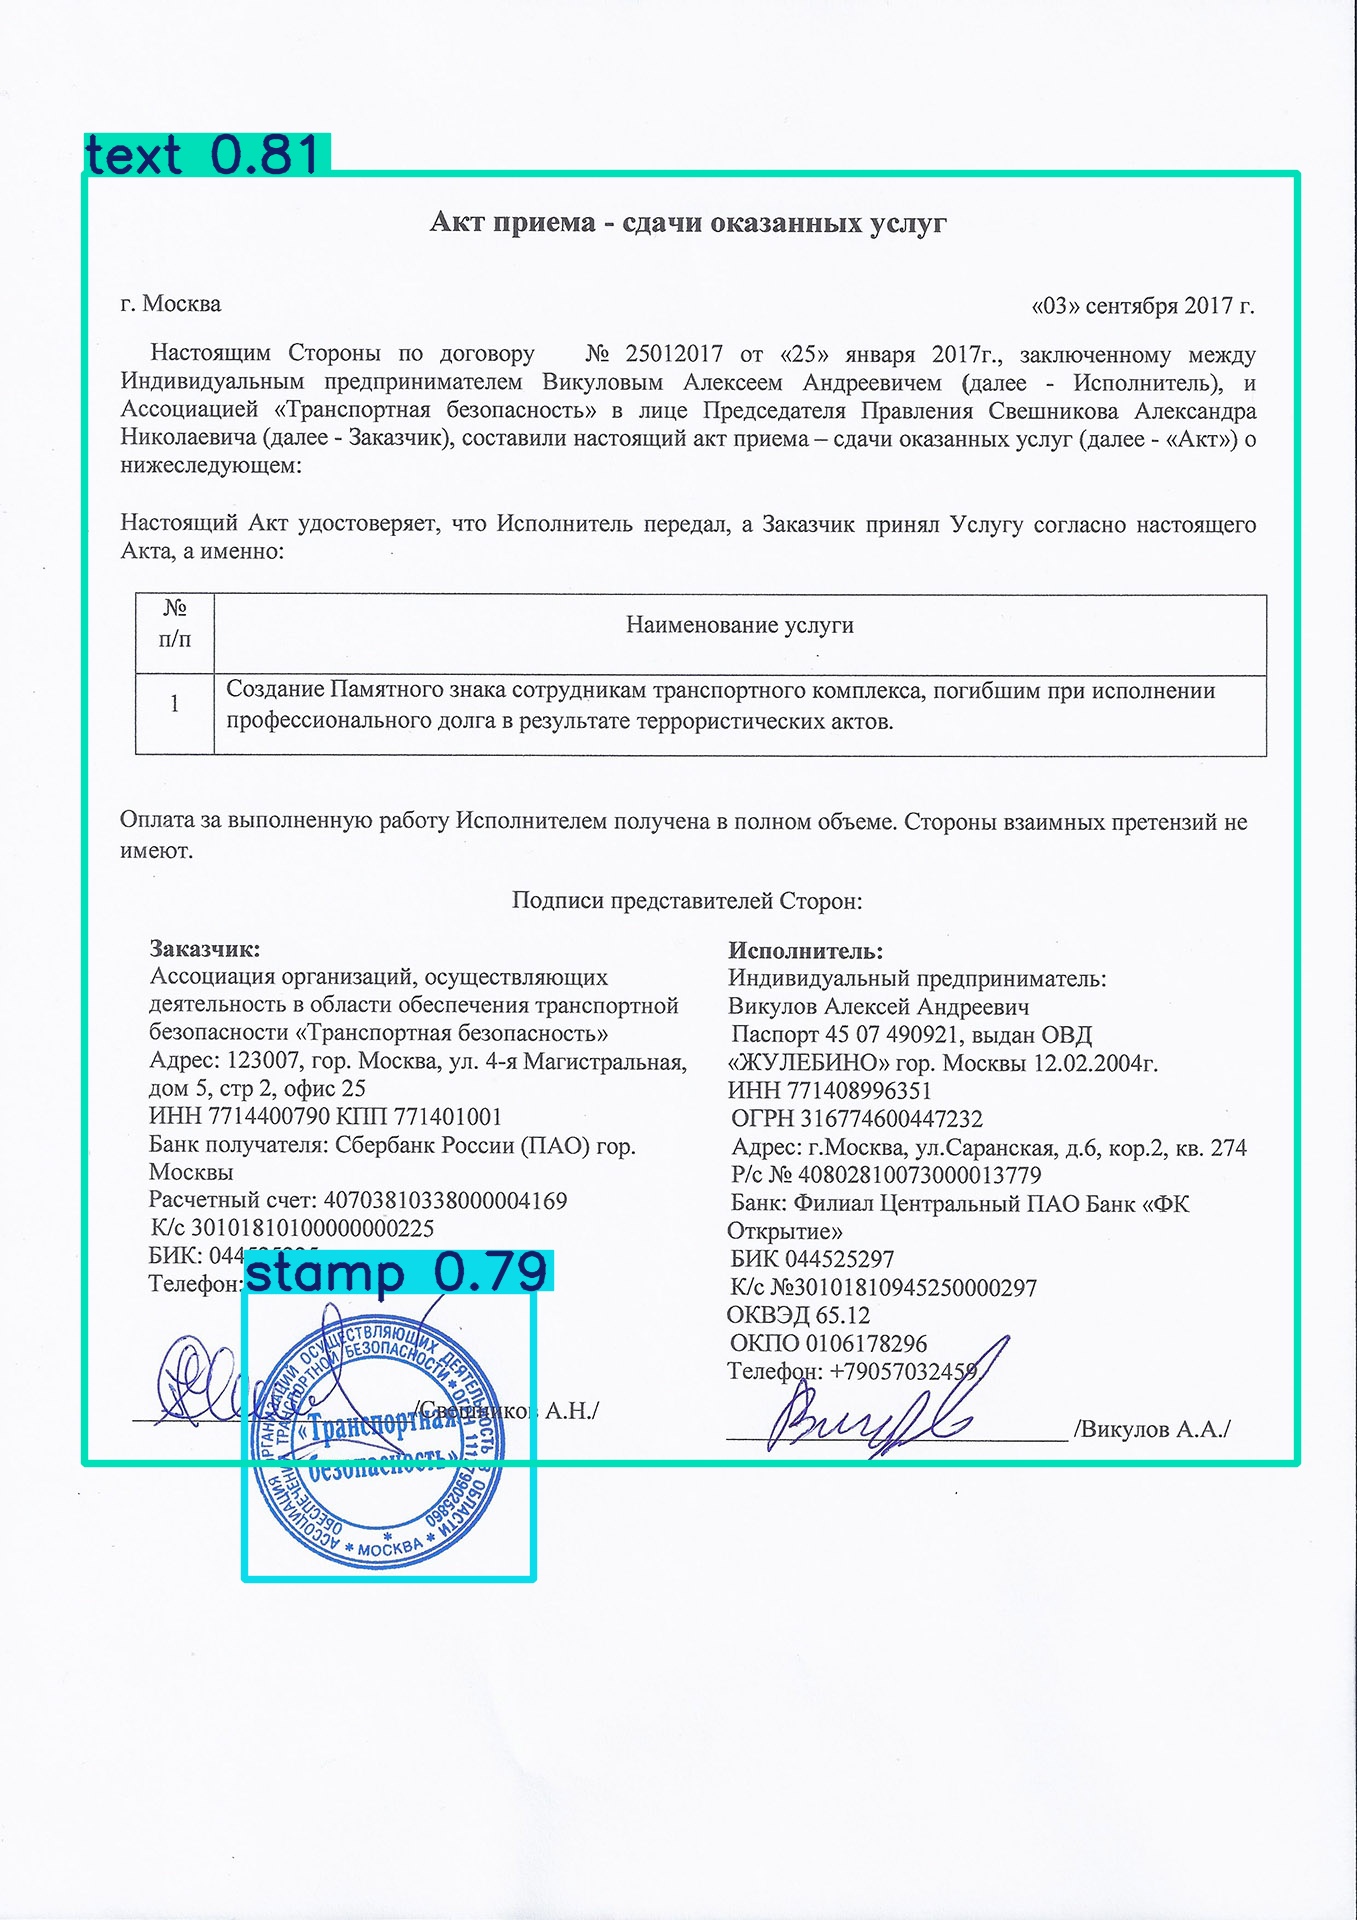 text 0.81
Акт приема - сдачи оказанных услуг
г. Москва «03» сентября 2017 г.
Настоящим Стороны по договору № 25012017 от «25» января 2017г., заключенному между
Индивидуальным предпринимателем Викуловым Алексеем Андреевичем (далее - Исполнитель), и
Ассоциацией «Транспортная безопасность» в лице Председателя Правления Свешникова Александра
Николаевича (далее - Заказчик), составили настоящий акт приема – сдачи оказанных услуг (далее - «Акт») о
нижеследующем:
Настоящий Акт удостоверяет, что Исполнитель передал, а Заказчик принял Услугу согласно настоящего
Акта, а именно:
№
п/п
Наименование услуги
1
Создание Памятного знака сотрудникам транспортного комплекса, погибшим при исполнении
профессионального долга в результате террористических актов.
Оплата за выполненную работу Исполнителем получена в полном объеме. Стороны взаимных претензий не
имеют.
Подписи представителей Сторон:
Заказчик:
Ассоциация организаций, осуществляющих
деятельность в области обеспечения транспортной
безопасности «Транспортная безопасность»
Адрес: 123007, гор. Москва, ул. 4-я Магистральная,
дом 5, стр 2, офис 25
ИНН 7714400790 КПП 771401001
Банк получателя: Сбербанк России (ПАО) гор.
Москвы
Расчетный счет: 40703810338000004169
К/с 30101810100000000225
БИК:
Телефон:
stamp 0.79
/Свешников А.Н./
АССОЦИАЦИЯ ОРГАНИЗАЦИЙ ОСУЩЕСТВЛЯЮЩИХ ДЕЯТЕЛЬНОСТЬ В ОБЛАСТИ
ОБЕСПЕЧЕНИЯ ТРАНСПОРТНОЙ БЕЗОПАСНОСТИ * ОГРН
«Транспортная
безопасность»
* МОСКВА *
Исполнитель:
Индивидуальный предприниматель:
Викулов Алексей Андреевич
Паспорт 45 07 490921, выдан ОВД
«ЖУЛЕБИНО» гор. Москвы 12.02.2004г.
ИНН 771408996351
ОГРН 316774600447232
Адрес: г.Москва, ул.Саранская, д.6, кор.2, кв. 274
Р/с № 40802810073000013779
Банк: Филиал Центральный ПАО Банк «ФК
Открытие»
БИК 044525297
К/с №30101810945250000297
ОКВЭД 65.12
ОКПО 0106178296
Телефон: +79057032459
/Викулов А.А./